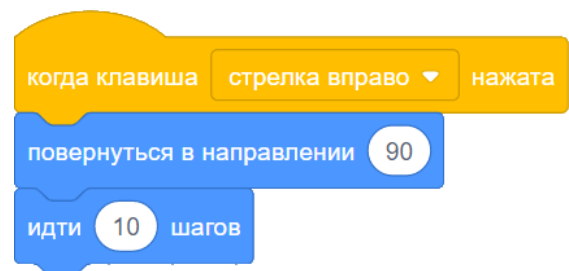 когда клавиша стрелка вправо нажата
повернуться в направлении 90
идти 10 шагов